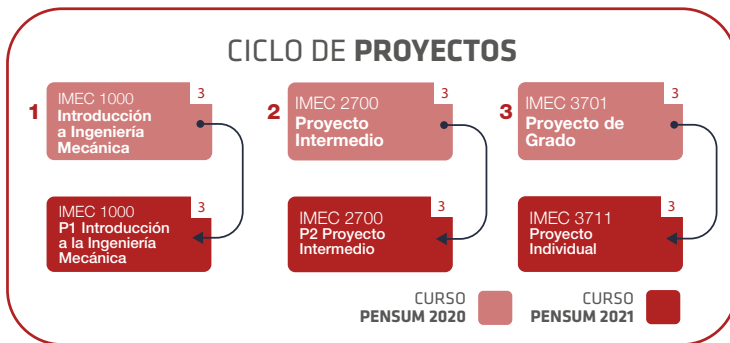 CICLO DE PROYECTOS
1
IMEC 1000
3
Introducción
a Ingeniería
Mecánica
2
IMEC 2700
3
Proyecto
Intermedio
3
IMEC 3701
3
Proyecto de
Grado
IMEC 1000
3
P1 Introducción
a la Ingeniería
Mecánica
IMEC 2700
3
P2 Proyecto
Intermedio
IMEC 3711
3
Proyecto
Individual
CURSO
PENSUM 2020
CURSO
PENSUM 2021